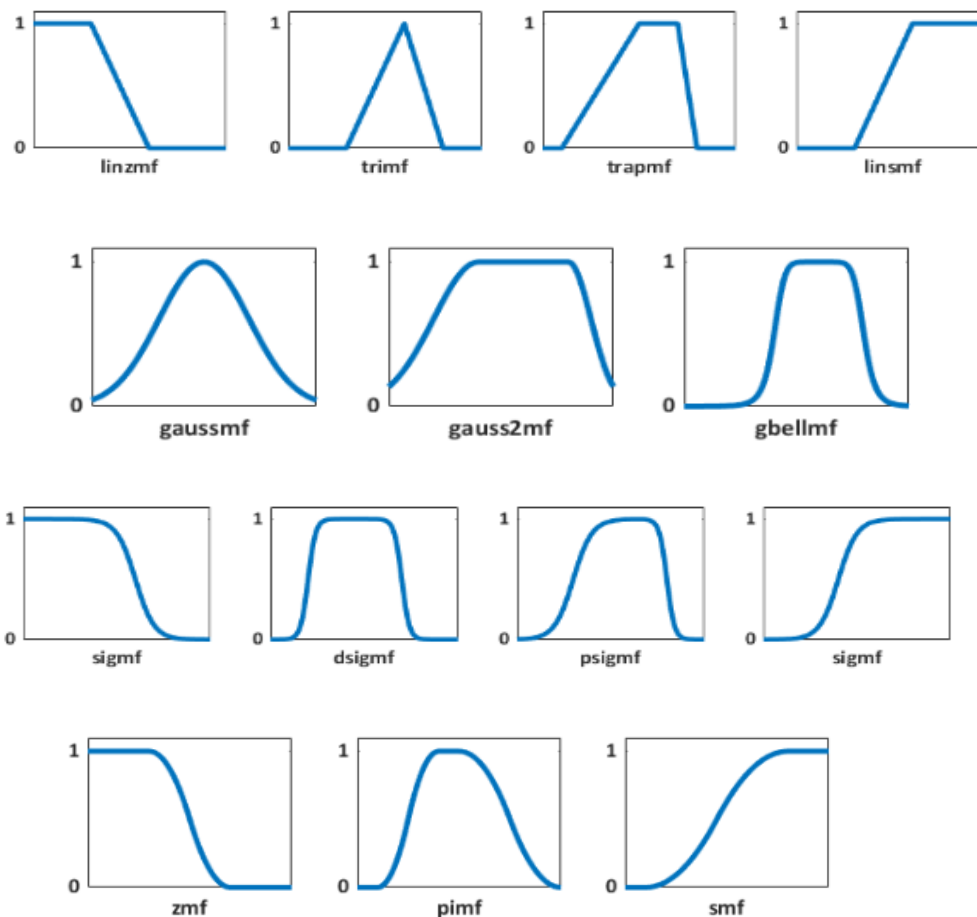 1 1 1 1
0 0 0 0
linzmf trimf trapmf linsmf
1 1 1
0 0 0
gaussmf gauss2mf gbellmf
1 1 1 1
0 0 0 0
sigmf dsigmf psigmf sigmf
1 1 1
0 0 0
zmf pimf smf